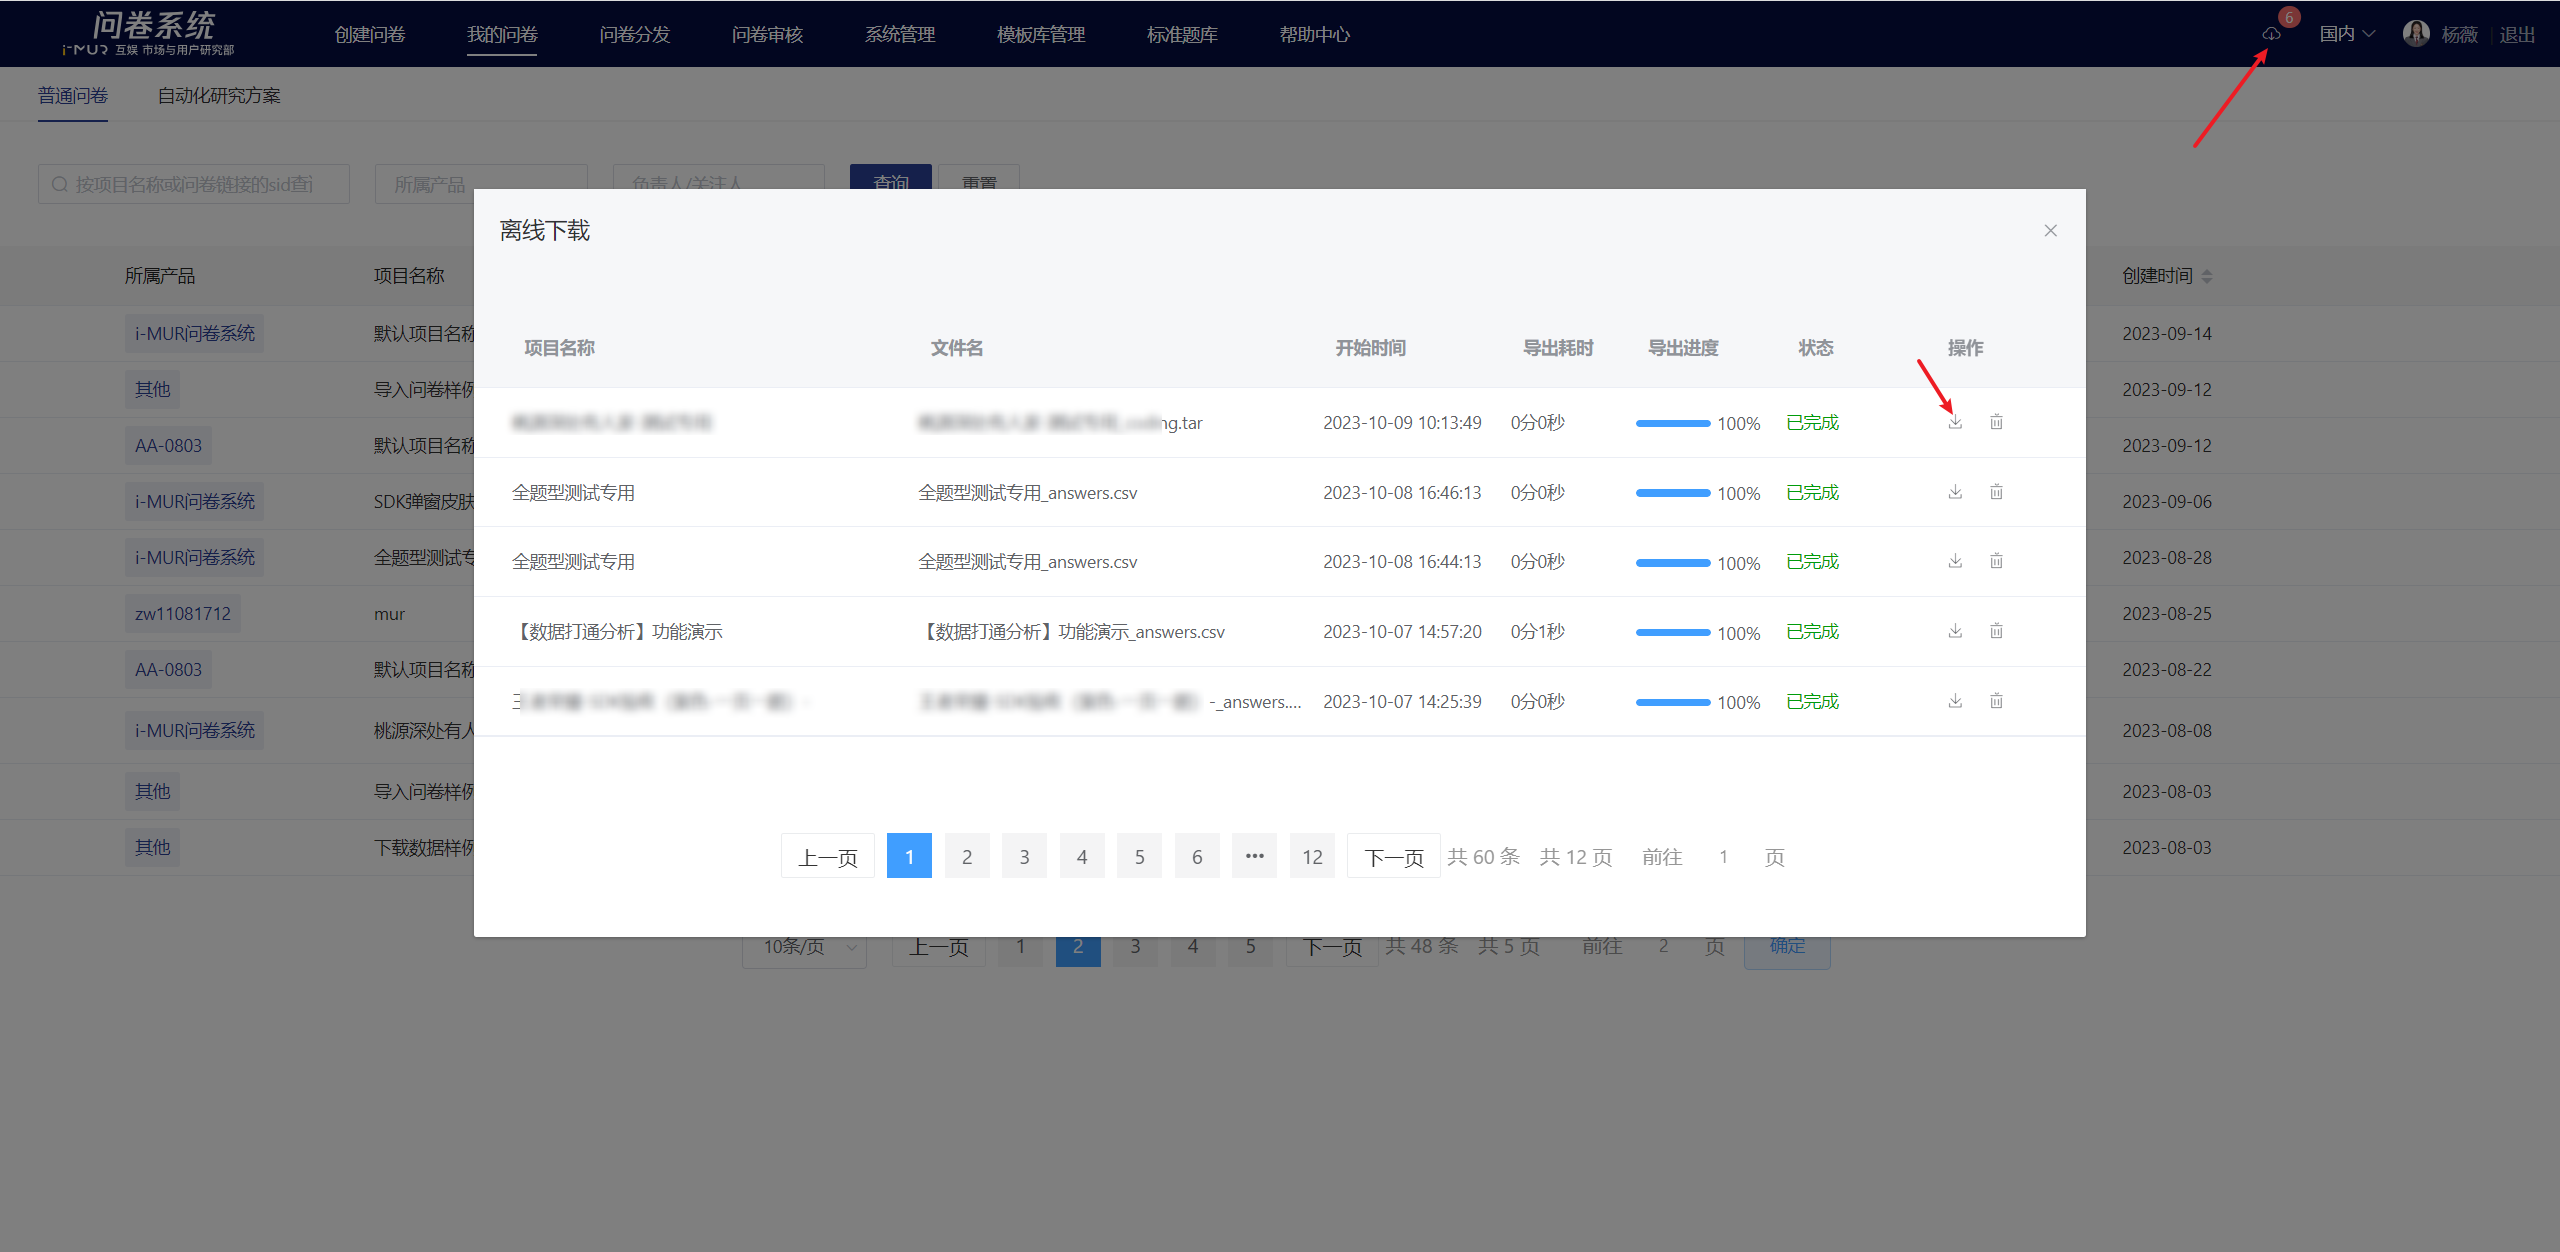 问卷系统
i-MUR 互娱 市场与用户研究部
创建问卷 我的问卷 问卷分发 问卷审核 系统管理 模板库管理 标准题库 帮助中心 6 国内 杨薇 退出
普通问卷 自动化研究方案
按项目名称或问卷链接的sid查 所属产品 负责人/关注人 查询 重置
离线下载
所属产品 项目名称 创建时间
项目名称 文件名 开始时间 导出耗时 导出进度 状态 操作
ng.tar 2023-10-09 10:13:49 0分0秒 100% 已完成
全题型测试专用 全题型测试专用_answers.csv 2023-10-08 16:46:13 0分0秒 100% 已完成
全题型测试专用 全题型测试专用_answers.csv 2023-10-08 16:44:13 0分0秒 100% 已完成
【数据打通分析】功能演示 【数据打通分析】功能演示_answers.csv 2023-10-07 14:57:20 0分1秒 100% 已完成
-_answers.... 2023-10-07 14:25:39 0分0秒 100% 已完成
上一页 1 2 3 4 5 6 ••• 12 下一页 共 60 条 共 12 页 前往 1 页
i-MUR问卷系统 默认项目名称 2023-09-14
其他 导入问卷样例 2023-09-12
AA-0803 默认项目名称 2023-09-12
i-MUR问卷系统 SDK弹窗皮肤 2023-09-06
i-MUR问卷系统 全题型测试专 2023-08-28
zw11081712 mur 2023-08-25
AA-0803 默认项目名称 2023-08-22
i-MUR问卷系统 桃源深处有人 2023-08-08
其他 导入问卷样例 2023-08-03
其他 下载数据样例 2023-08-03
10条/页 上一页 1 2 3 4 5 下一页 共 48 条 共 5 页 前往 2 页 确定